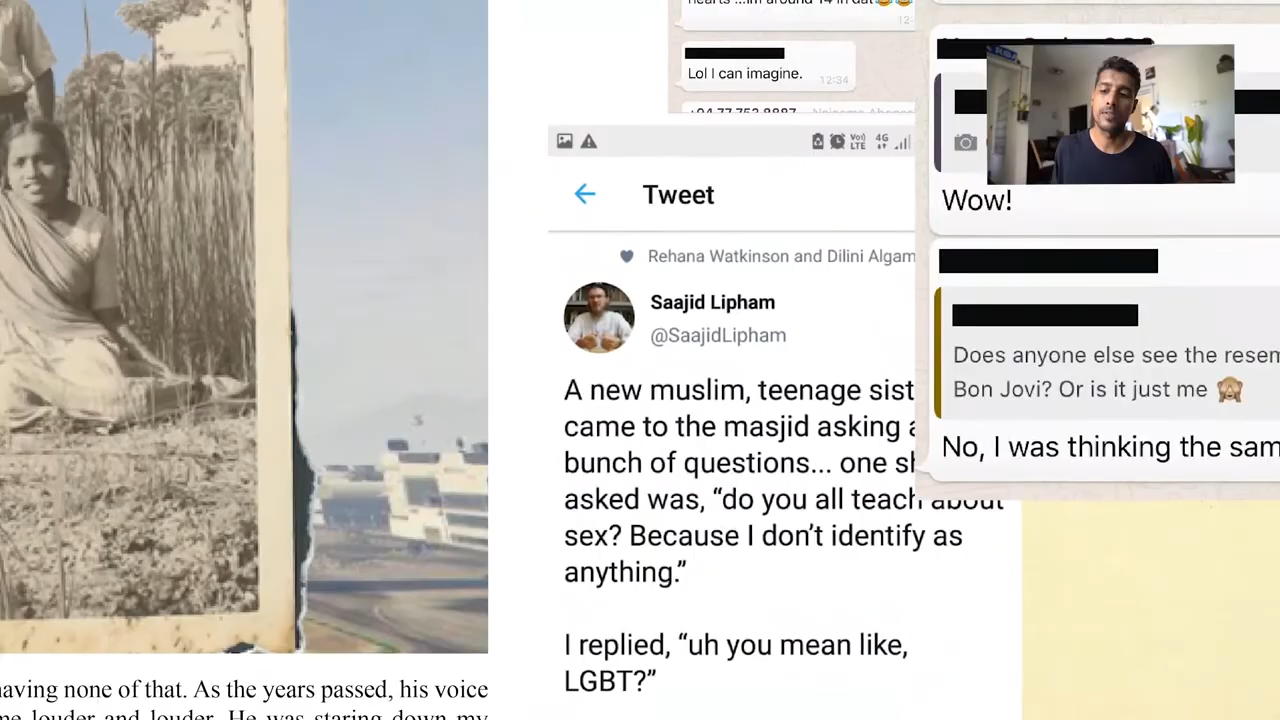 Lol I can imagine.
12:34
Tweet
Rehana Watkinson and Dilini Algam
Saajid Lipham
@SaajidLipham
A new muslim, teenage sist
came to the masjid asking a
bunch of questions... one sh
asked was, “do you all teach about
sex? Because I don’t identify as
anything.”
I replied, “uh you mean like,
LGBT?”
Wow!
Does anyone else see the resem
Bon Jovi? Or is it just me 🙈
No, I was thinking the sam
having none of that. As the years passed, his voice